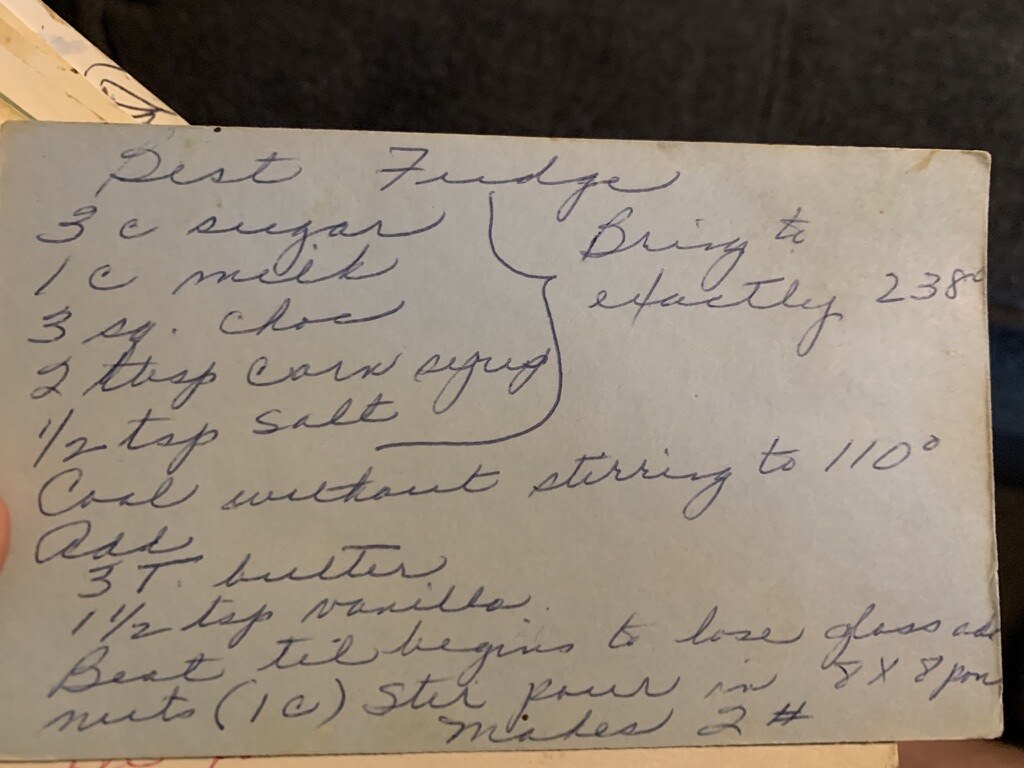 Best Fudge
3 c sugar
1 c milk
3 sq. choc
2 tbsp corn syrup
1/2 tsp salt
Bring to
exactly 238°
Cool without stirring to 110°
Add
3 T butter
1 1/2 tsp vanilla
Beat til begins to lose gloss add
nuts (1 c) Stir pour in 8 X 8 pan
Makes 2 #